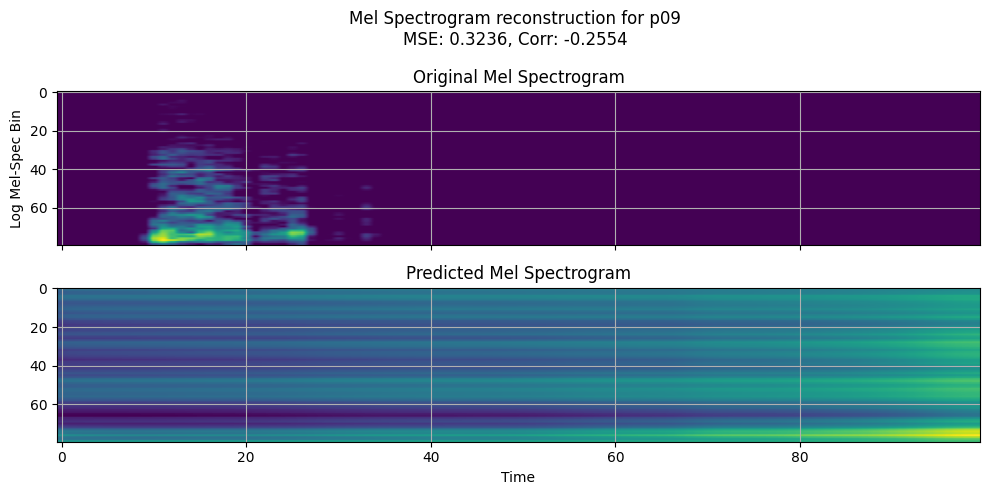 Mel Spectrogram reconstruction for p09
MSE: 0.3236, Corr: -0.2554
Original Mel Spectrogram
Log Mel-Spec Bin
0
20
40
60
Predicted Mel Spectrogram
0
20
40
60
0 20 40 60 80
Time